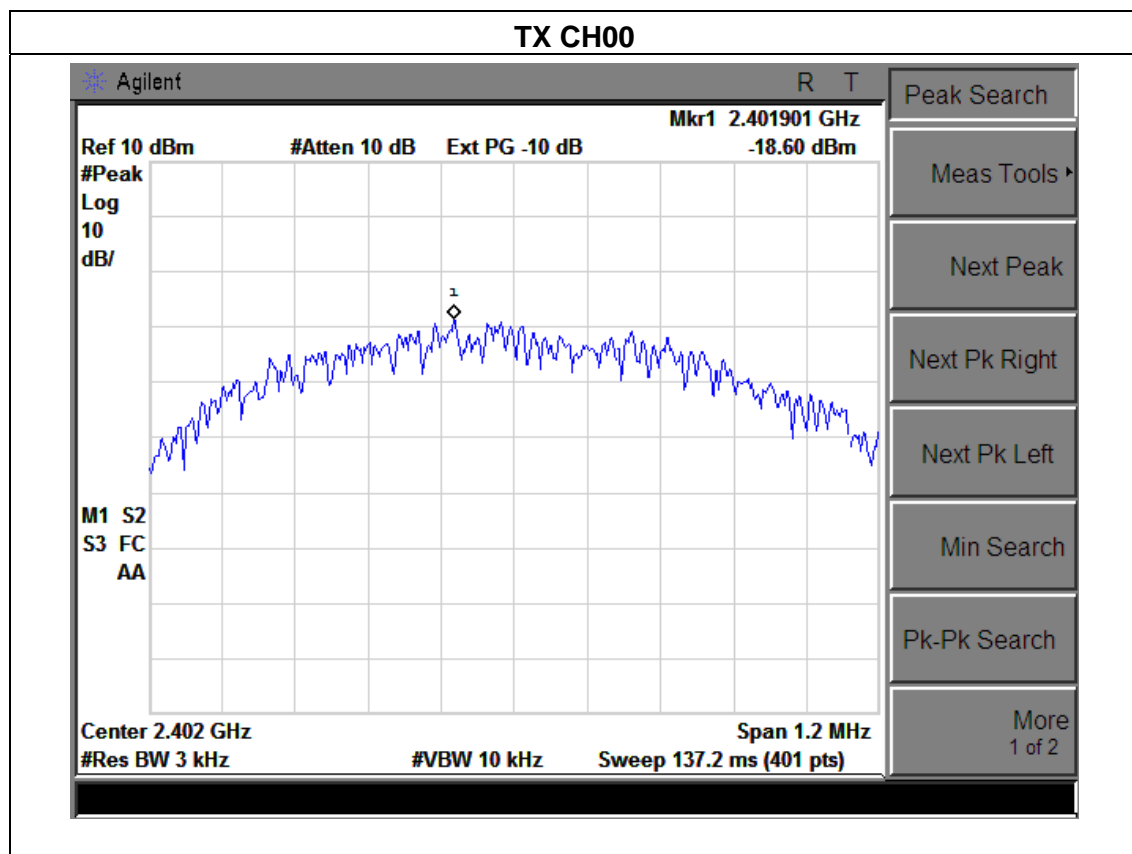 TX CH00
Agilent R T
Peak Search
Mkr1 2.401901 GHz
Ref 10 dBm #Atten 10 dB Ext PG -10 dB -18.60 dBm
#Peak
Log
10
dB/
1
M1 S2
S3 FC
AA
Center 2.402 GHz Span 1.2 MHz
#Res BW 3 kHz #VBW 10 kHz Sweep 137.2 ms (401 pts)
Meas Tools
Next Peak
Next Pk Right
Next Pk Left
Min Search
Pk-Pk Search
More
1 of 2